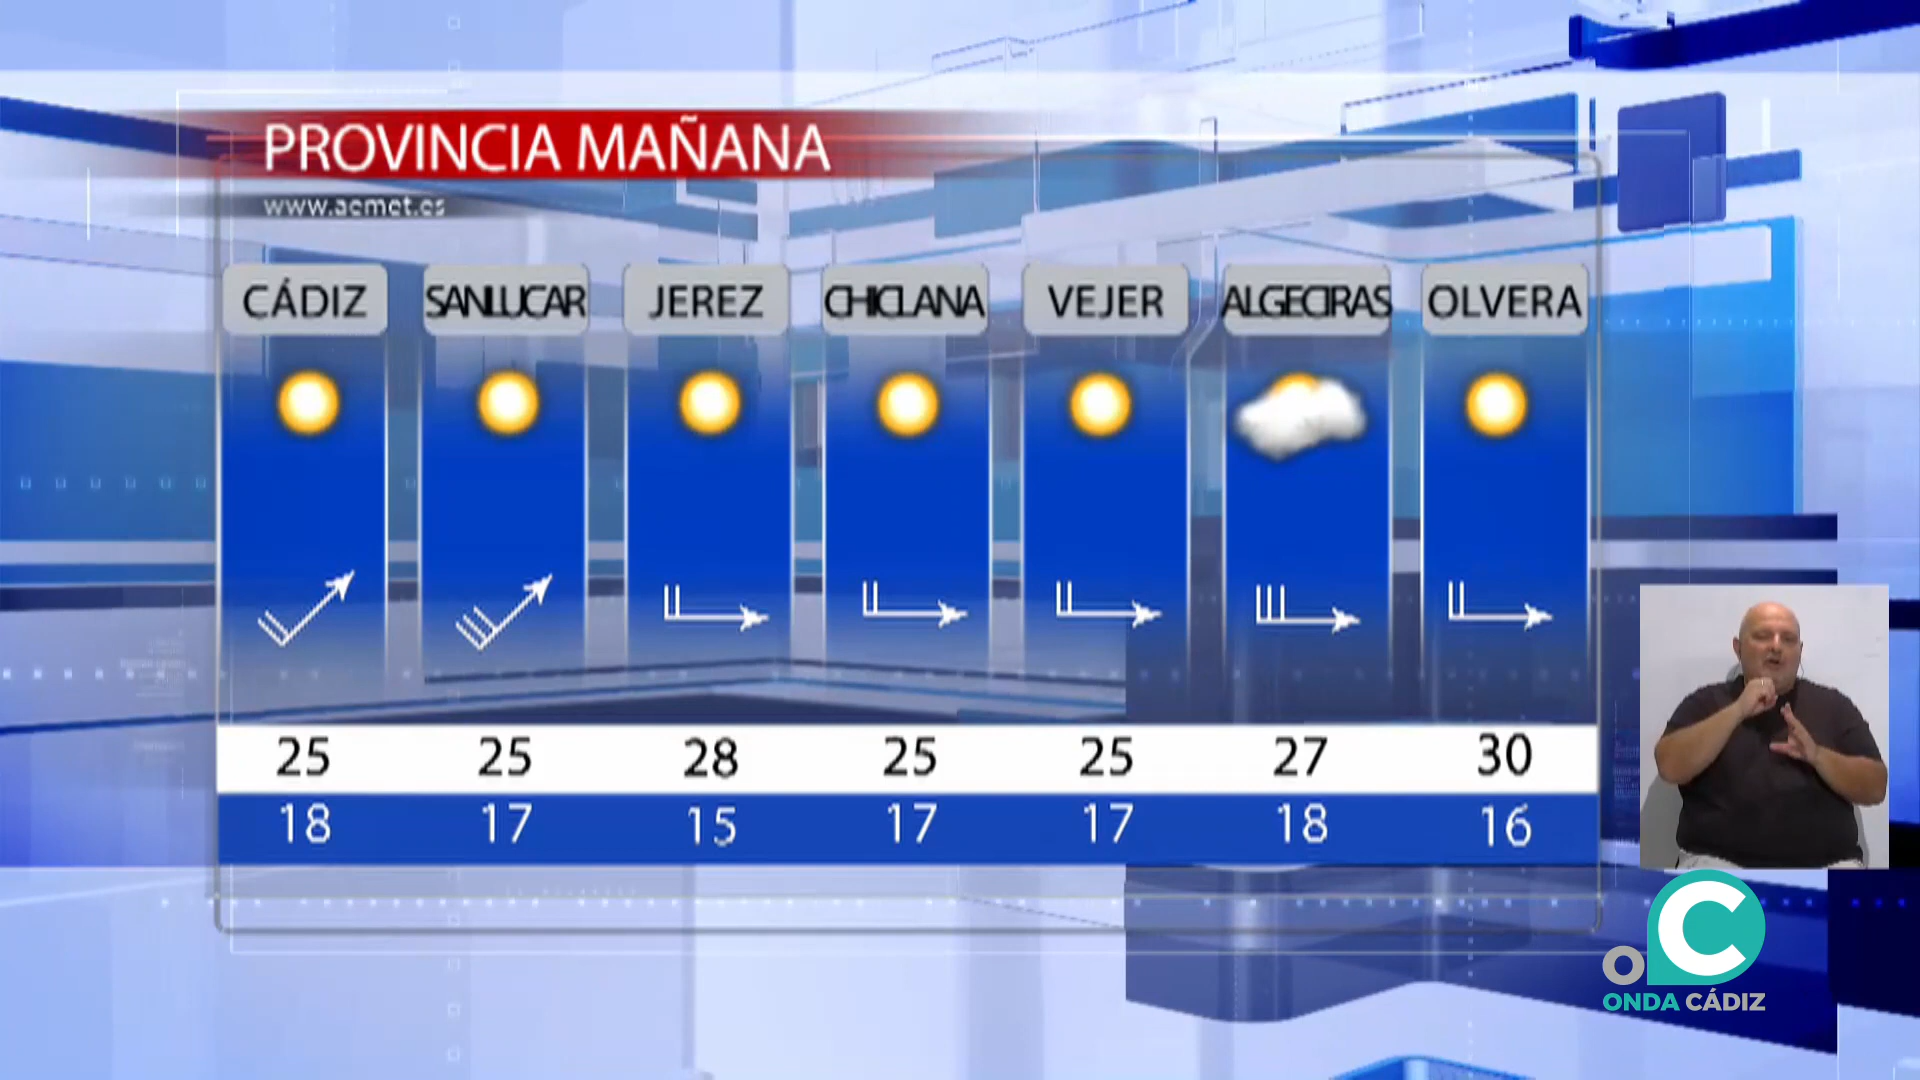 PROVINCIA MAÑANA
www.aemet.es
CÁDIZ SANLUCAR JEREZ CHICLANA VEJER ALGECIRAS OLVERA
25 25 28 25 25 27 30
18 17 15 17 17 18 16
OC
ONDA CÁDIZ